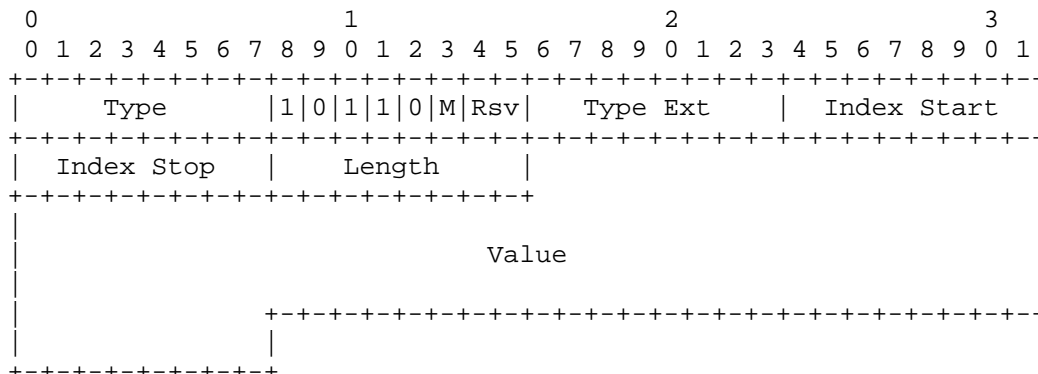 0                   1                   2                   3
 0 1 2 3 4 5 6 7 8 9 0 1 2 3 4 5 6 7 8 9 0 1 2 3 4 5 6 7 8 9 0 1
+-+-+-+-+-+-+-+-+-+-+-+-+-+-+-+-+-+-+-+-+-+-+-+-+-+-+-+-+-+-+-+--
|     Type      |1|0|1|1|0|M|Rsv|   Type Ext    |  Index Start
+-+-+-+-+-+-+-+-+-+-+-+-+-+-+-+-+-+-+-+-+-+-+-+-+-+-+-+-+-+-+-+--
|  Index Stop   |    Length     |
+-+-+-+-+-+-+-+-+-+-+-+-+-+-+-+-+
|
|                             Value
|
|               +-+-+-+-+-+-+-+-+-+-+-+-+-+-+-+-+-+-+-+-+-+-+-+--
|               |
+-+-+-+-+-+-+-+-+